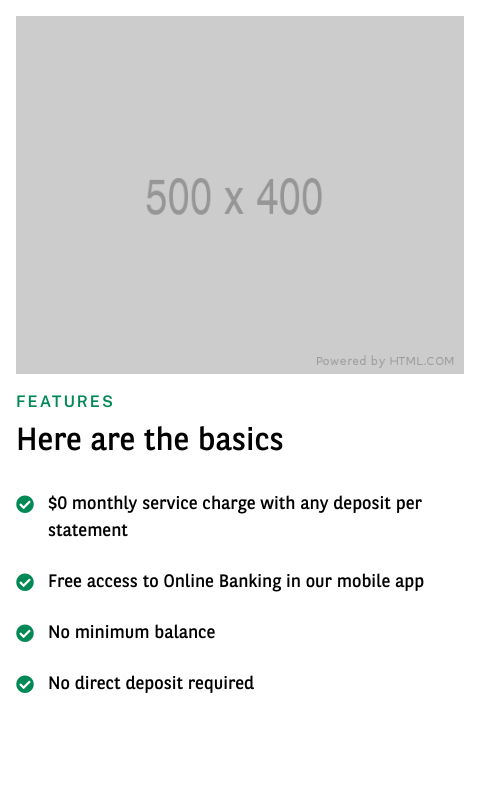 500 x 400
Powered by HTML.COM
FEATURES
Here are the basics
$0 monthly service charge with any deposit per
statement
Free access to Online Banking in our mobile app
No minimum balance
No direct deposit required